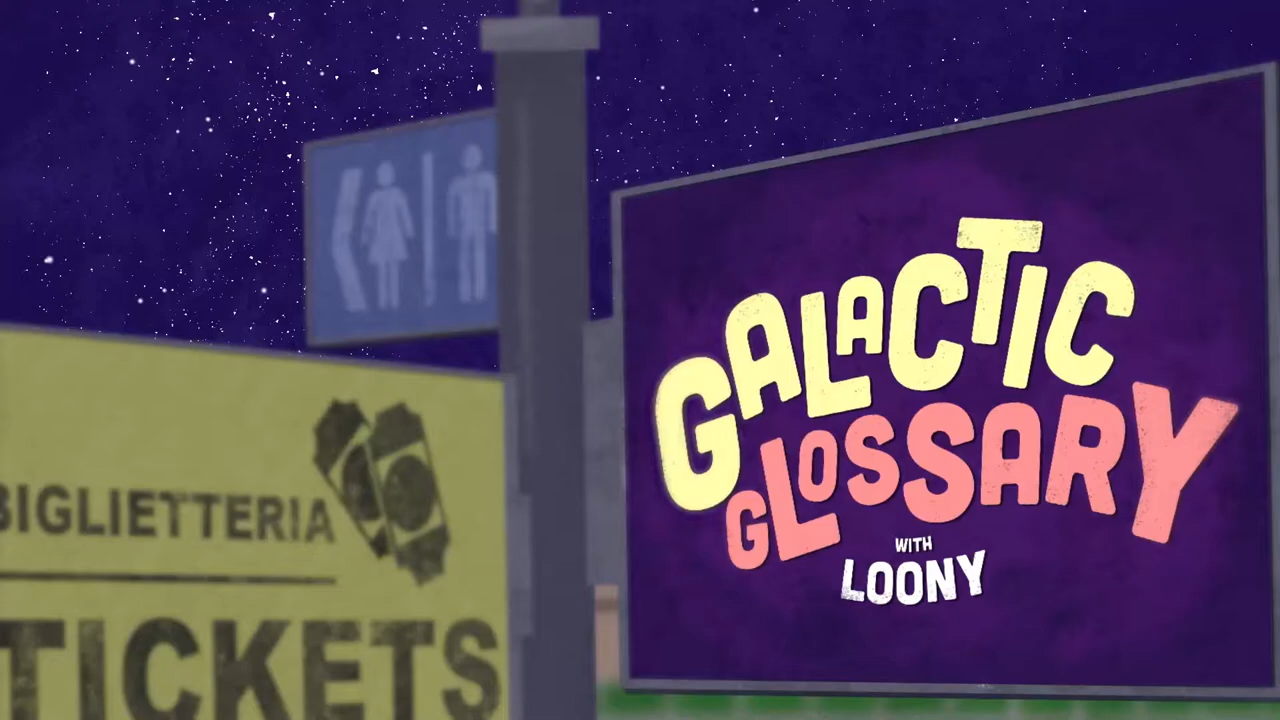 BIGLIETTERIA
TICKETS
GALACTIC
GLOSSARY
WITH
LOONY